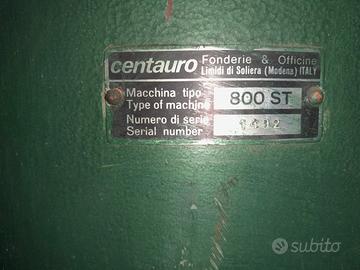 centauro Fonderie & Officine
Limidi di Soliera (Modena) ITALY
Macchina tipo
Type of machine
800 ST
Numero di serie
Serial number
subito